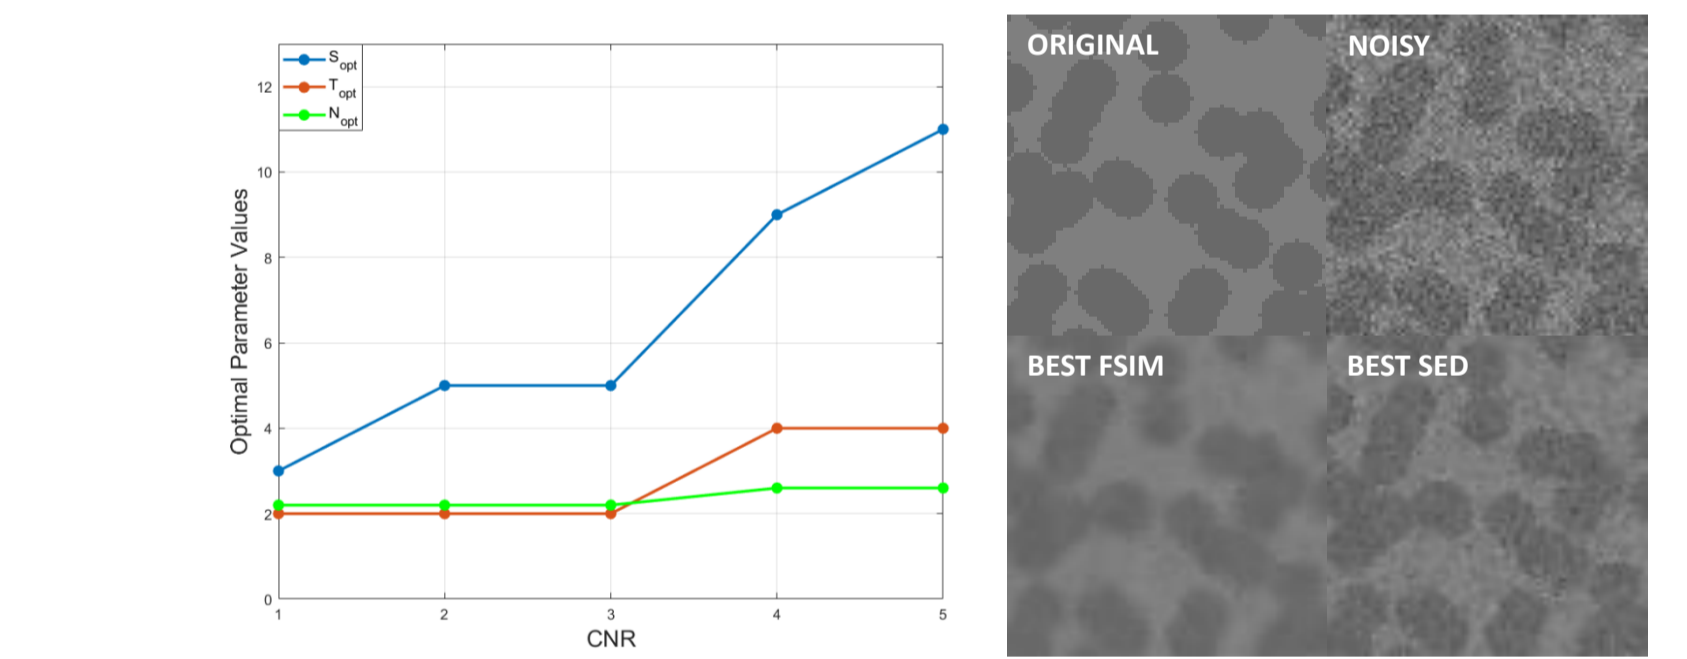 S_opt
T_opt
N_opt
12
10
8
6
4
2
0
1 2 3 4 5
Optimal Parameter Values
CNR
ORIGINAL
NOISY
BEST FSIM
BEST SED